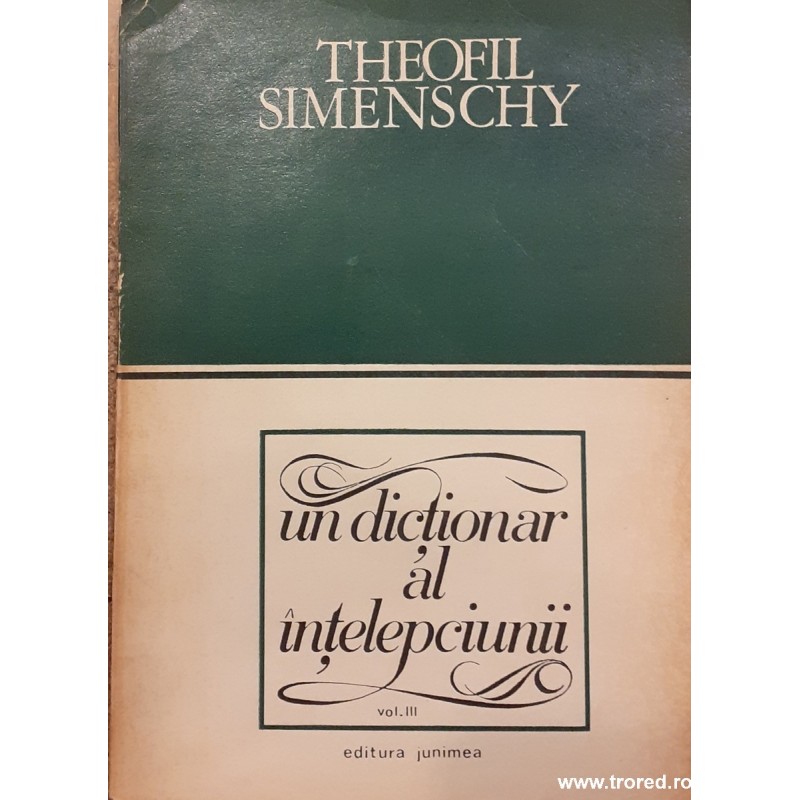 THEOFIL
SIMENSCHY
un dicționar
al
înțelepciunii
vol.III
editura junimea
www.trored.ro